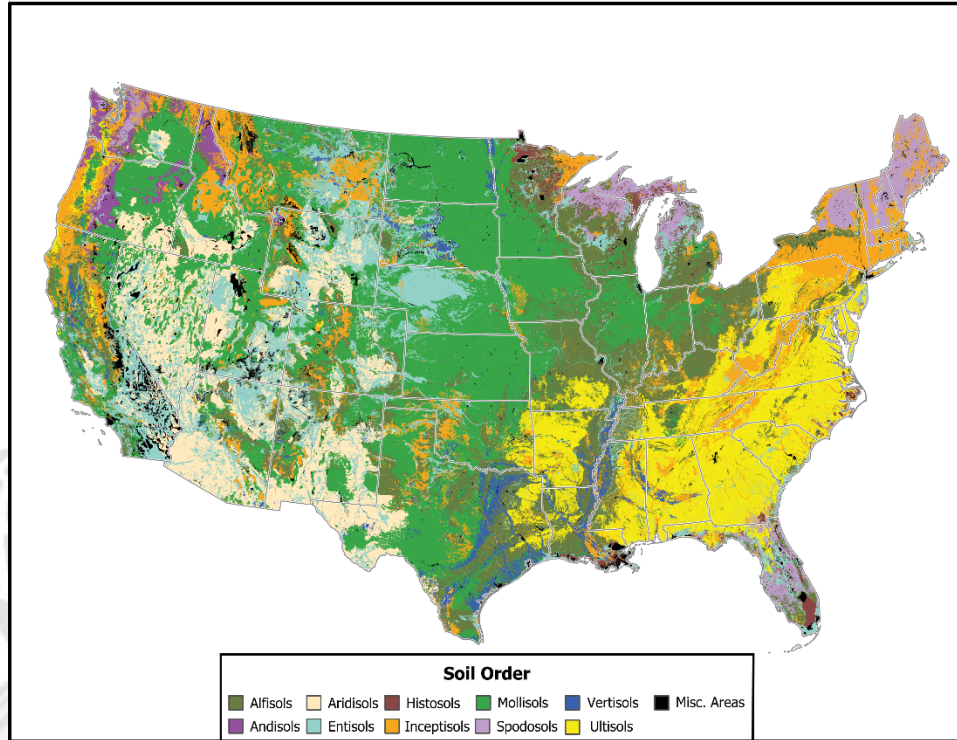 Soil Order
Alfisols Aridisols Histosols Mollisols Vertisols Misc. Areas
Andisols Entisols Inceptisols Spodosols Ultisols